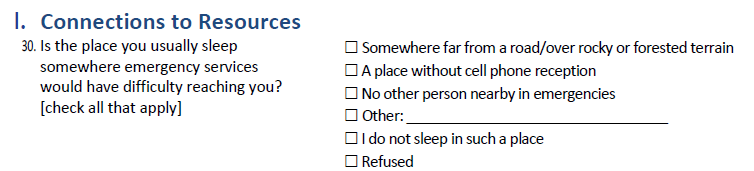 I. Connections to Resources
30. Is the place you usually sleep
somewhere emergency services
would have difficulty reaching you?
[check all that apply]
☐ Somewhere far from a road/over rocky or forested terrain
☐ A place without cell phone reception
☐ No other person nearby in emergencies
☐ Other: ________________________________
☐ I do not sleep in such a place
☐ Refused